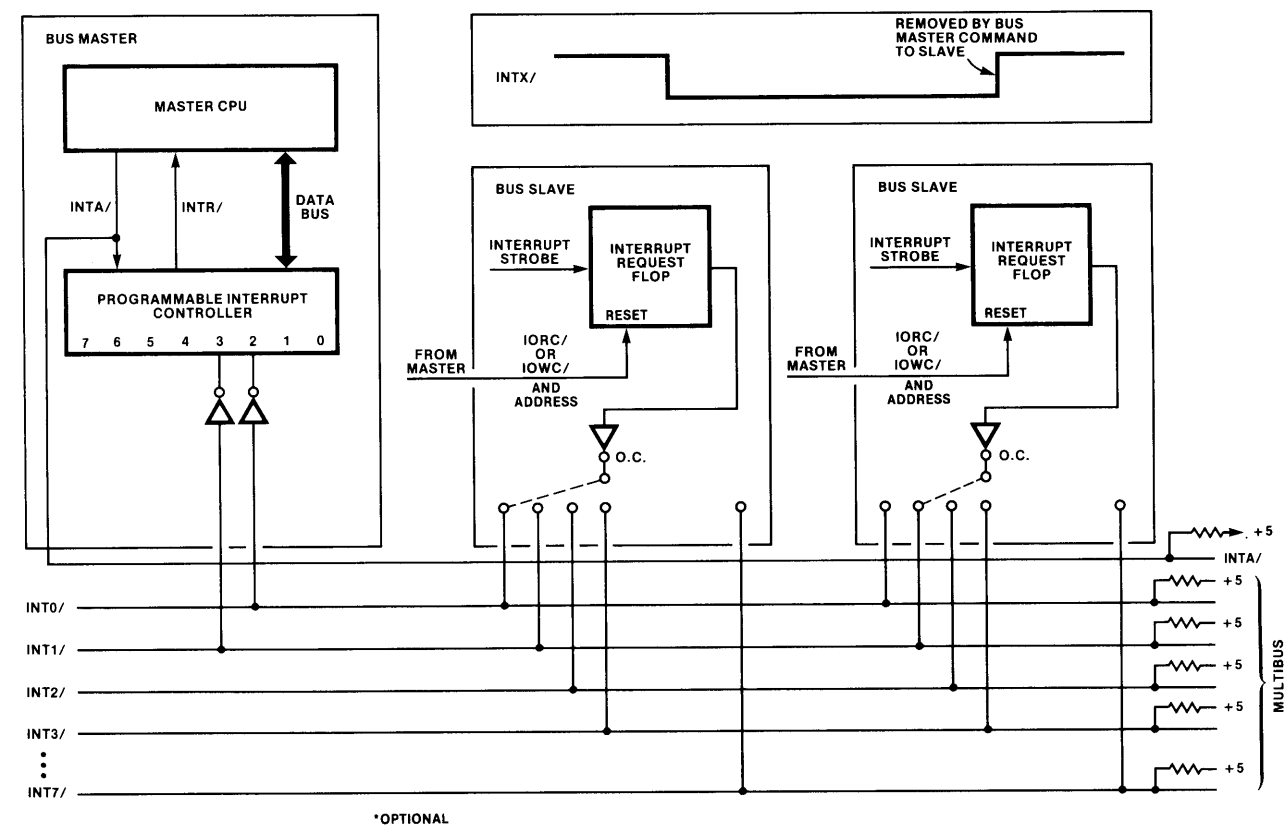 BUS MASTER
MASTER CPU
INTA/
INTR/
DATA
BUS
PROGRAMMABLE INTERRUPT
CONTROLLER
7 6 5 4 3 2 1 0
INTX/
REMOVED BY BUS
MASTER COMMAND
TO SLAVE
BUS SLAVE
INTERRUPT
STROBE
INTERRUPT
REQUEST
FLOP
RESET
FROM
MASTER
IORC/
OR
IOWC/
AND
ADDRESS
O.C.
BUS SLAVE
INTERRUPT
STROBE
INTERRUPT
REQUEST
FLOP
RESET
FROM
MASTER
IORC/
OR
IOWC/
AND
ADDRESS
O.C.
+5
INTA/
+5
INT0/
+5
INT1/
+5
INT2/
+5
INT3/
+5
INT7/
MULTIBUS
*OPTIONAL